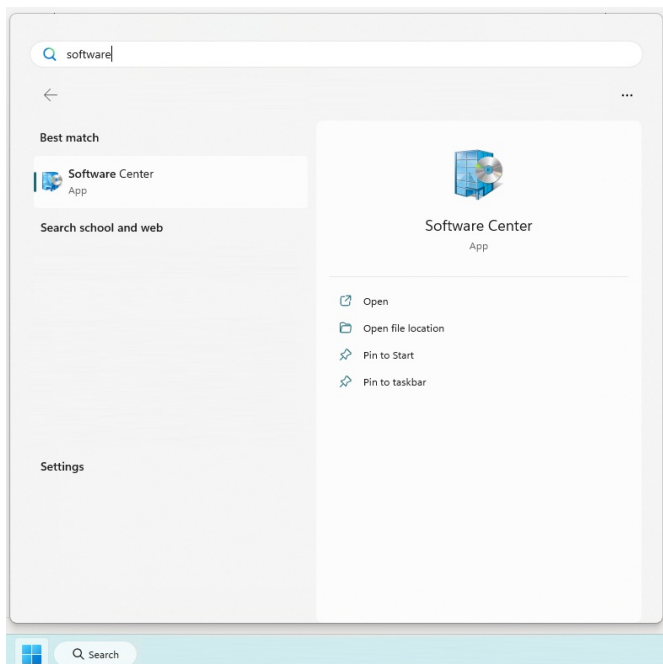 software
Best match
Software Center
App
Search school and web
Settings
Software Center
App
Open
Open file location
Pin to Start
Pin to taskbar
Search